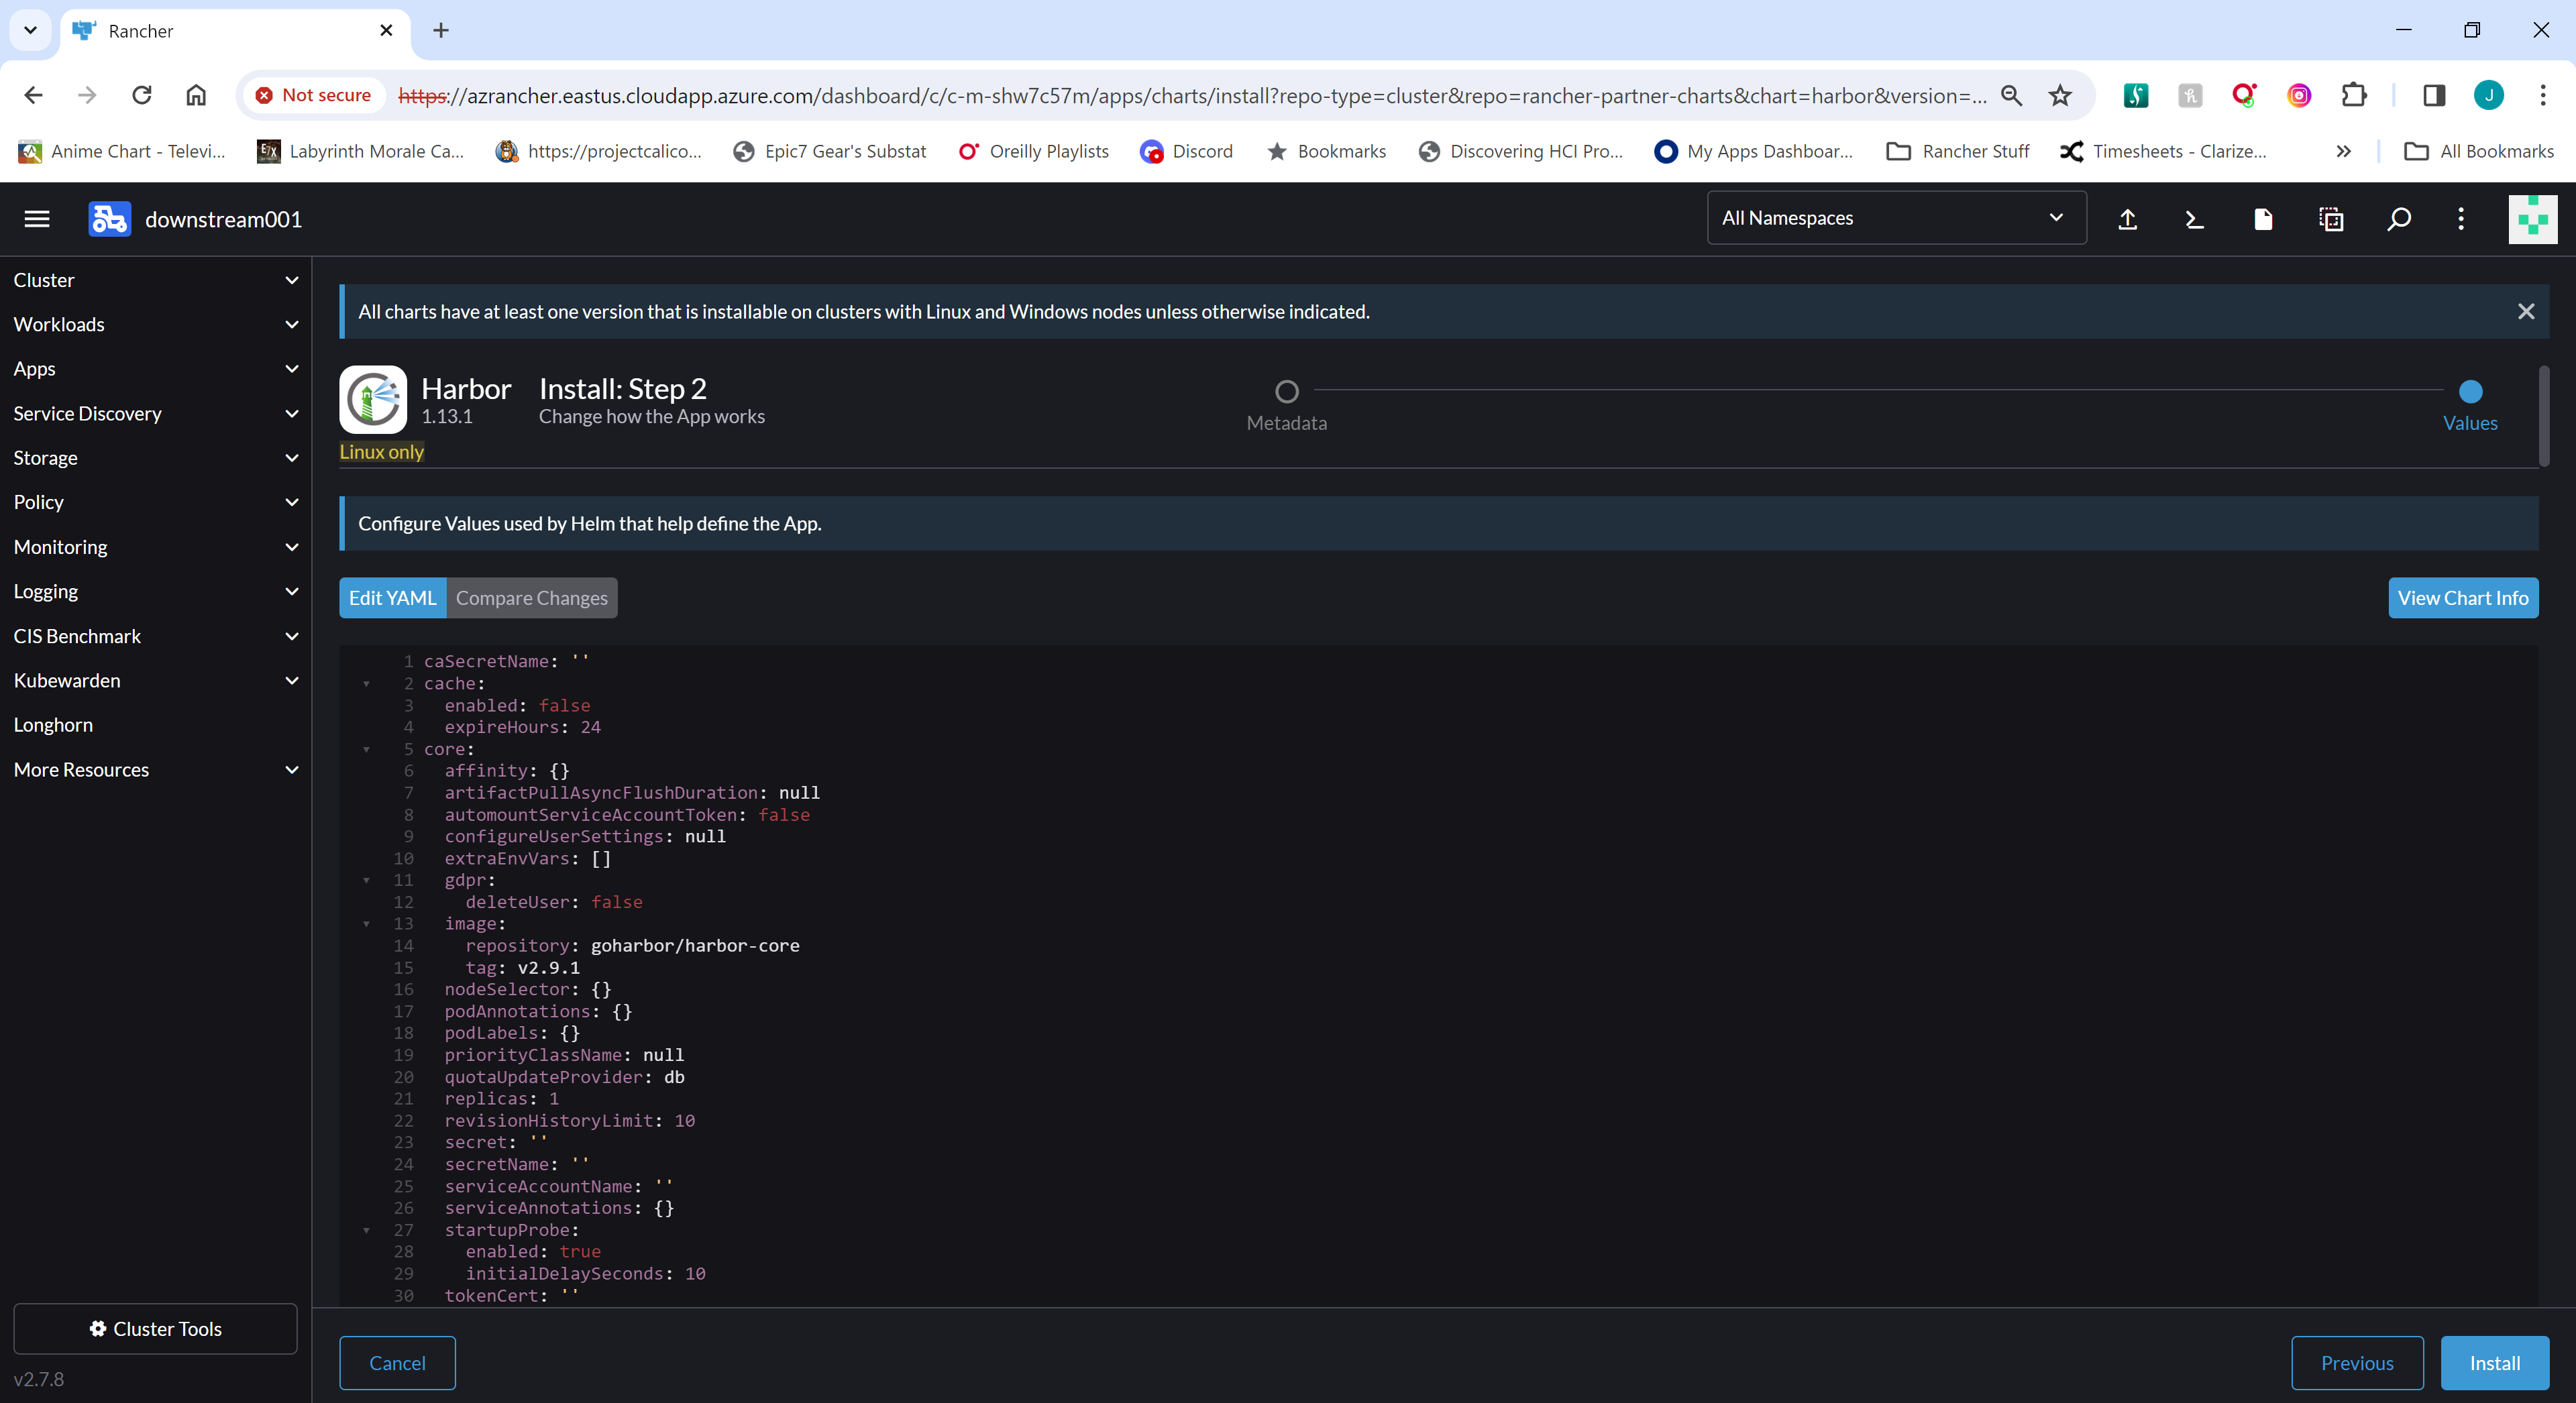 Rancher
Not secure
https://azrancher.eastus.cloudapp.azure.com/dashboard/c/c-m-shw7c57m/apps/charts/install?repo-type=cluster&repo=rancher-partner-charts&chart=harbor&version=...
J
Anime Chart - Televi...
Labyrinth Morale Ca...
https://projectcalico...
Epic7 Gear's Substat
Oreilly Playlists
Discord
Bookmarks
Discovering HCI Pro...
My Apps Dashboar...
Rancher Stuff
Timesheets - Clarize...
All Bookmarks
downstream001
All Namespaces
Cluster
Workloads
Apps
Service Discovery
Storage
Policy
Monitoring
Logging
CIS Benchmark
Kubewarden
Longhorn
More Resources
Cluster Tools
v2.7.8
All charts have at least one version that is installable on clusters with Linux and Windows nodes unless otherwise indicated.
Harbor
1.13.1
Linux only
Install: Step 2
Change how the App works
Metadata
Values
Configure Values used by Helm that help define the App.
Edit YAML
Compare Changes
View Chart Info
1 caSecretName: ''
2 cache:
3   enabled: false
4   expireHours: 24
5 core:
6   affinity: {}
7   artifactPullAsyncFlushDuration: null
8   automountServiceAccountToken: false
9   configureUserSettings: null
10   extraEnvVars: []
11   gdpr:
12     deleteUser: false
13   image:
14     repository: goharbor/harbor-core
15     tag: v2.9.1
16   nodeSelector: {}
17   podAnnotations: {}
18   podLabels: {}
19   priorityClassName: null
20   quotaUpdateProvider: db
21   replicas: 1
22   revisionHistoryLimit: 10
23   secret: ''
24   secretName: ''
25   serviceAccountName: ''
26   serviceAnnotations: {}
27   startupProbe:
28     enabled: true
29     initialDelaySeconds: 10
30   tokenCert: ''
Cancel
Previous
Install